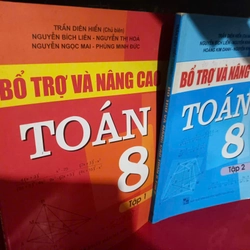 TRẦN DIÊN HIỂN (Chủ biên)
NGUYỄN BÍCH LIÊN - NGUYỄN THỊ HOA
NGUYỄN NGỌC MAI - PHÙNG MINH ĐỨC
BỔ TRỢ VÀ NÂNG CAO
TOÁN
8
Tập 1
BỔ TRỢ VÀ NÂNG
TOÁN
8
Tập 2